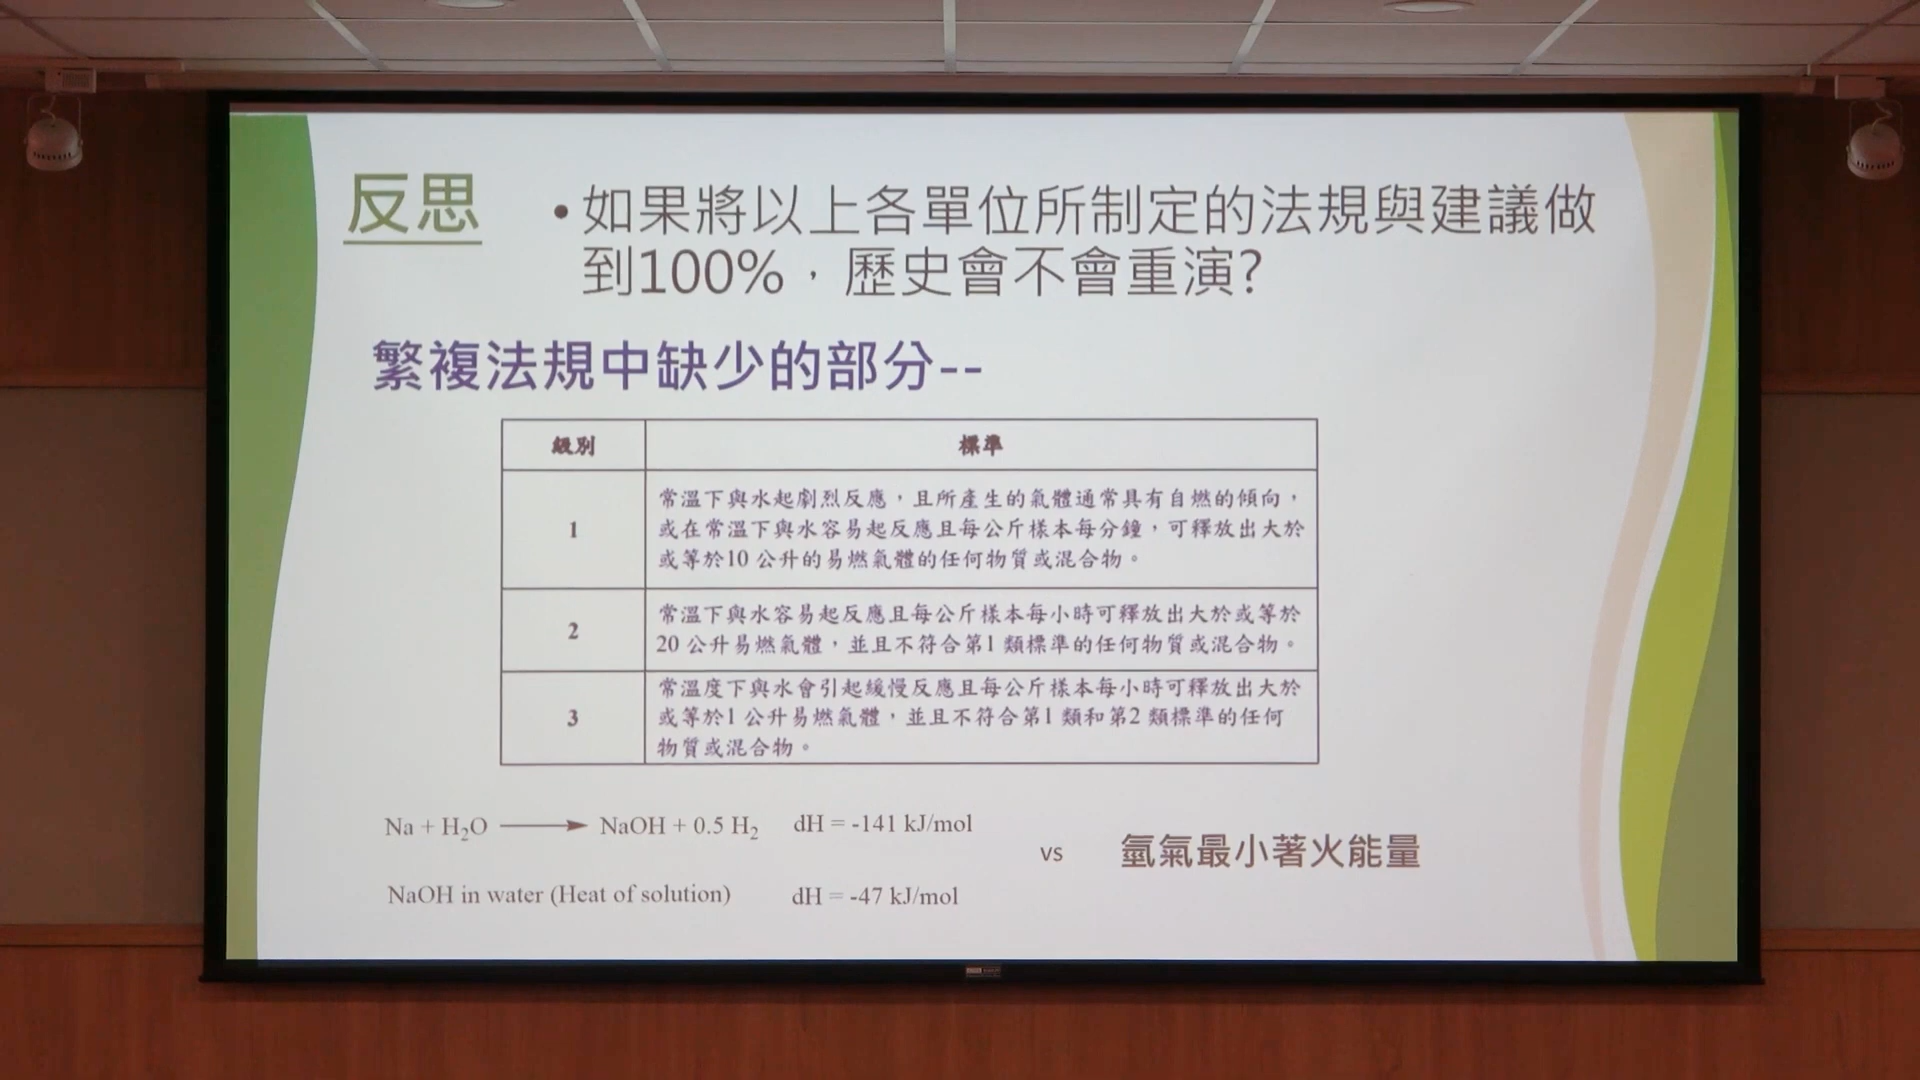 反思
•如果將以上各單位所制定的法規與建議做
到100%，歷史會不會重演?
繁複法規中缺少的部分--
級別 標準
1 常溫下與水起劇烈反應，且所產生的氣體通常具有自燃的傾向，
或在常溫下與水容易起反應且每公斤樣本每分鐘，可釋放出大於
或等於10 公升的易燃氣體的任何物質或混合物。
2 常溫下與水容易起反應且每公斤樣本每小時可釋放出大於或等於
20 公升易燃氣體，並且不符合第1 類標準的任何物質或混合物。
3 常溫度下與水會引起緩慢反應且每公斤樣本每小時可釋放出大於
或等於1 公升易燃氣體，並且不符合第1 類和第2 類標準的任何
物質或混合物。
Na + H₂O ⟶ NaOH + 0.5 H₂ dH = -141 kJ/mol
vs 氫氣最小著火能量
NaOH in water (Heat of solution) dH = -47 kJ/mol